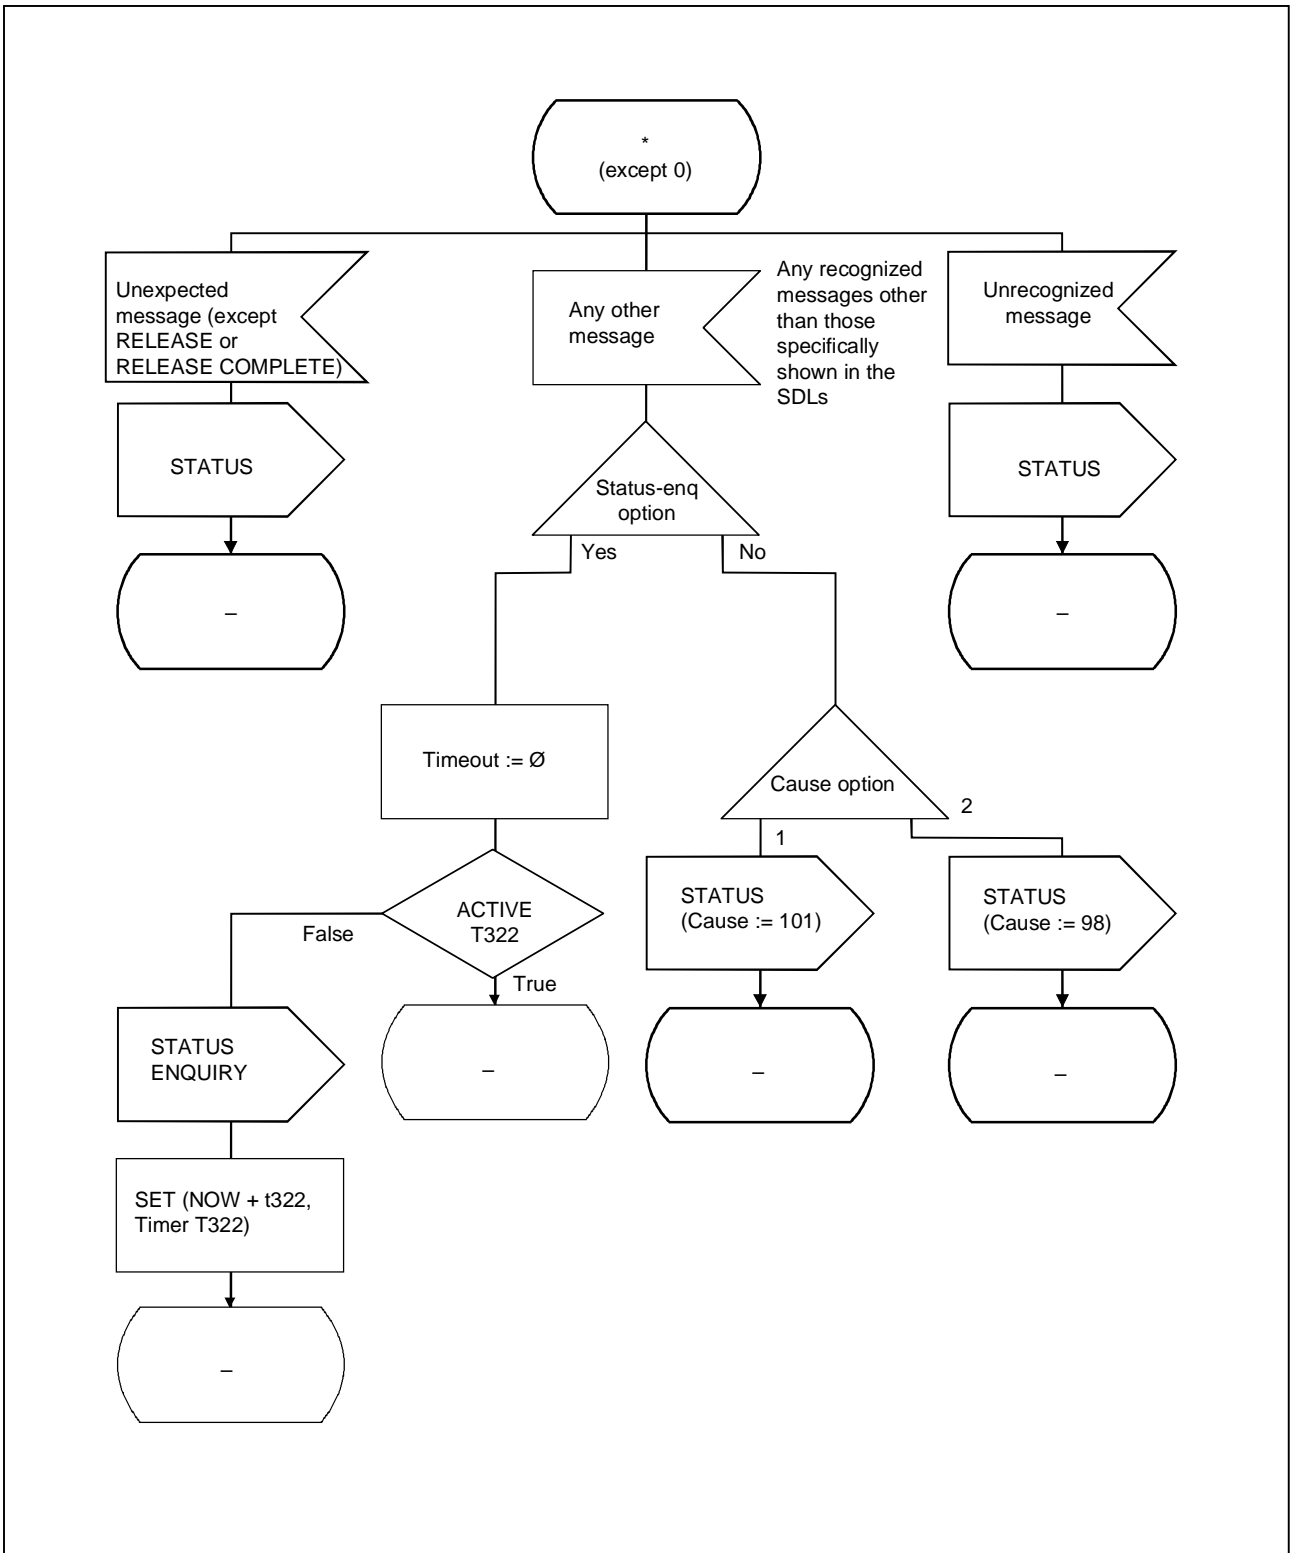 *
(except 0)
Unexpected
message (except
RELEASE or
RELEASE COMPLETE)
Any other
message
Any recognized
messages other
than those
specifically
shown in the
SDLs
Unrecognized
message
STATUS
Status-enq
option
STATUS
Yes
No
_
_
Timeout := Ø
Cause option
1
2
ACTIVE
T322
False
True
STATUS
(Cause := 101)
STATUS
(Cause := 98)
STATUS
ENQUIRY
_
_
_
SET (NOW + t322,
Timer T322)
_